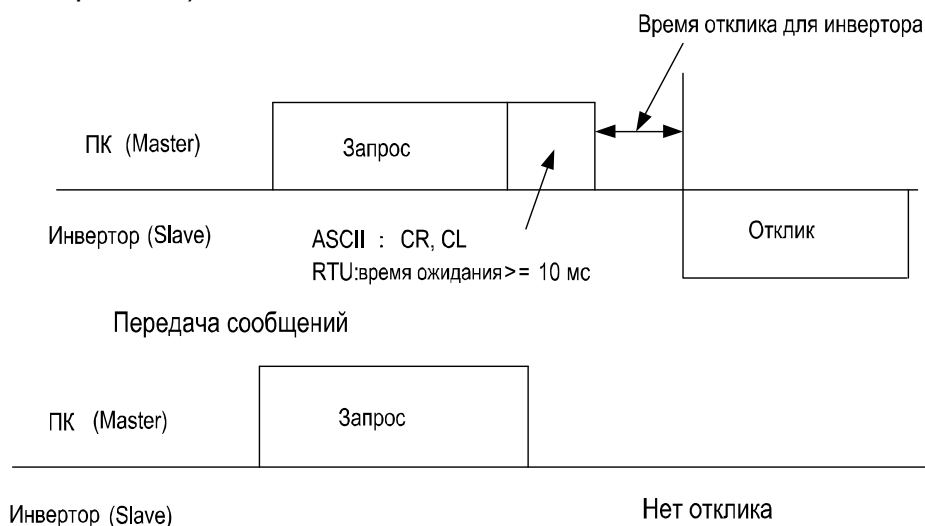 Время отклика для инвертора
ПК (Master)
Запрос
Инвертор (Slave)
ASCII : CR, CL
Отклик
RTU:время ожидания>= 10 мс
Передача сообщений
ПК (Master)
Запрос
Инвертор (Slave)
Нет отклика